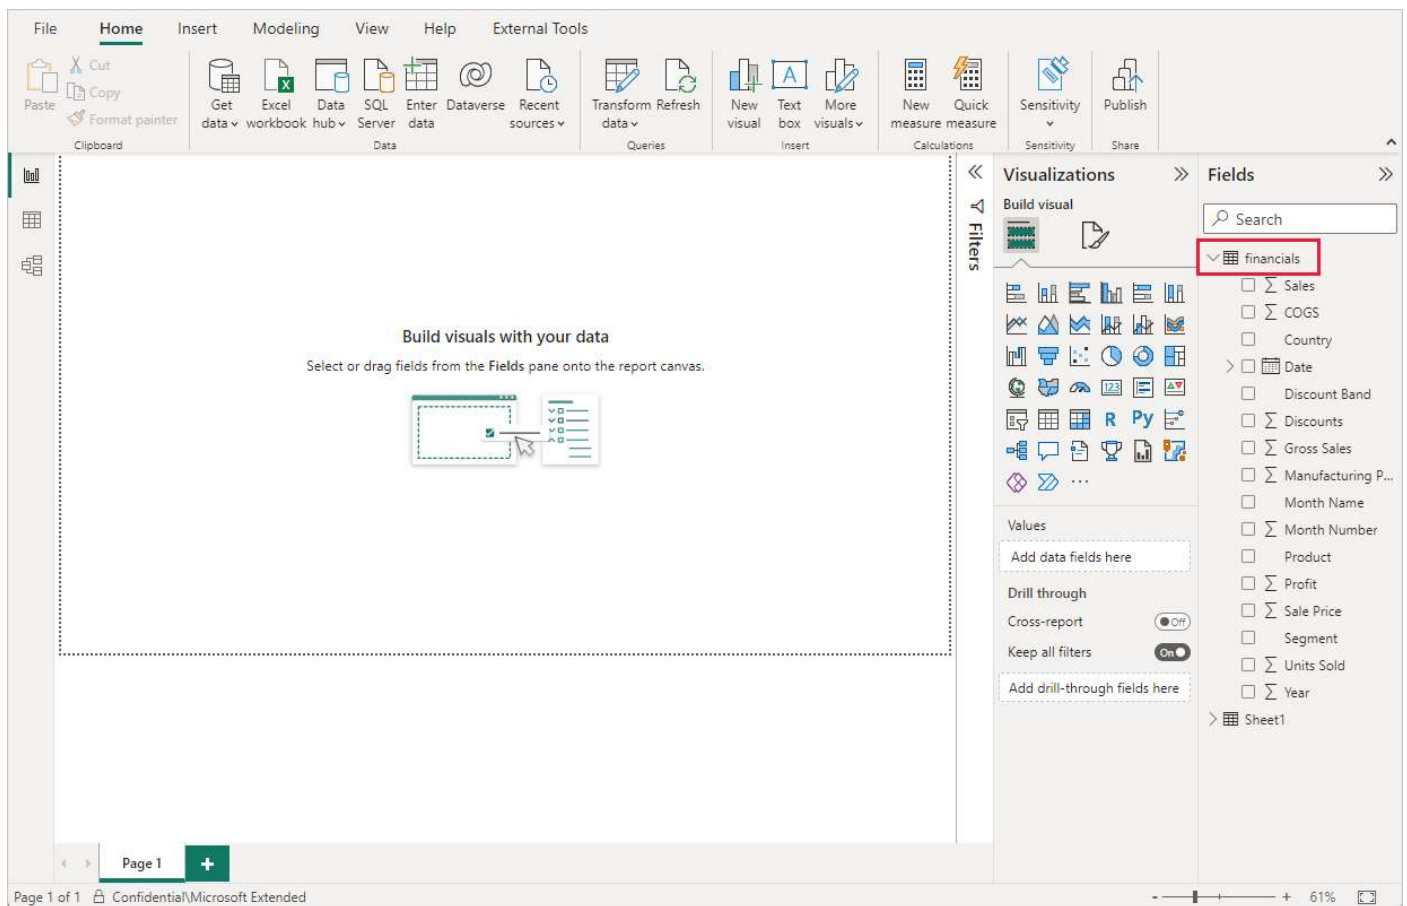 File Home Insert Modeling View Help External Tools
Paste
Cut
Copy
Format painter
Clipboard
Get data
Excel workbook
Data hub
SQL Server
Enter data
Dataverse
Recent sources
Data
Transform data
Refresh
Queries
New visual
Text box
More visuals
Insert
New measure
Quick measure
Calculations
Sensitivity
Sensitivity
Publish
Share
Build visuals with your data
Select or drag fields from the Fields pane onto the report canvas.
Filters
Visualizations
Build visual
123
R
Py
Values
Add data fields here
Drill through
Cross-report Off
Keep all filters On
Add drill-through fields here
Fields
Search
financials
Sales
COGS
Country
Date
Discount Band
Discounts
Gross Sales
Manufacturing P...
Month Name
Month Number
Product
Profit
Sale Price
Segment
Units Sold
Year
Sheet1
Page 1
Page 1 of 1 Confidential\Microsoft Extended
61%